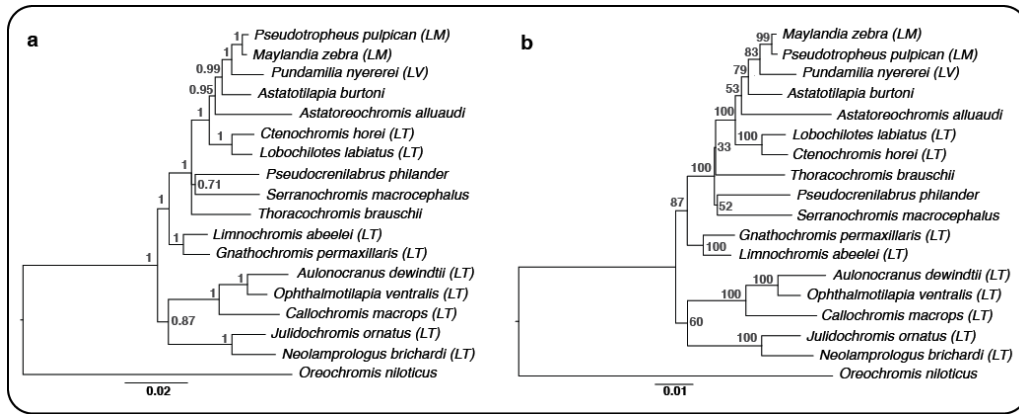 a
Pseudotropheus pulpican (LM)
1
Maylandia zebra (LM)
1
Pundamilia nyererei (LV)
0.99
Astatotilapia burtoni
0.95
Astatoreochromis alluaudi
1
Ctenochromis horei (LT)
1
Lobochilotes labiatus (LT)
1
Pseudocrenilabrus philander
0.71
Serranochromis macrocephalus
1
Thoracochromis brauschii
Limnochromis abeelei (LT)
1
Gnathochromis permaxillaris (LT)
1
Aulonocranus dewindtii (LT)
1
Ophthalmotilapia ventralis (LT)
1
Callochromis macrops (LT)
0.87
Julidochromis ornatus (LT)
1
Neolamprologus brichardi (LT)
Oreochromis niloticus
0.02
b
Maylandia zebra (LM)
99
Pseudotropheus pulpican (LM)
83
Pundamilia nyererei (LV)
79
Astatotilapia burtoni
53
Astatoreochromis alluaudi
100
Lobochilotes labiatus (LT)
100
Ctenochromis horei (LT)
33
Thoracochromis brauschii
100
Pseudocrenilabrus philander
52
Serranochromis macrocephalus
87
Gnathochromis permaxillaris (LT)
100
Limnochromis abeelei (LT)
Aulonocranus dewindtii (LT)
100
Ophthalmotilapia ventralis (LT)
100
Callochromis macrops (LT)
60
Julidochromis ornatus (LT)
100
Neolamprologus brichardi (LT)
Oreochromis niloticus
0.01